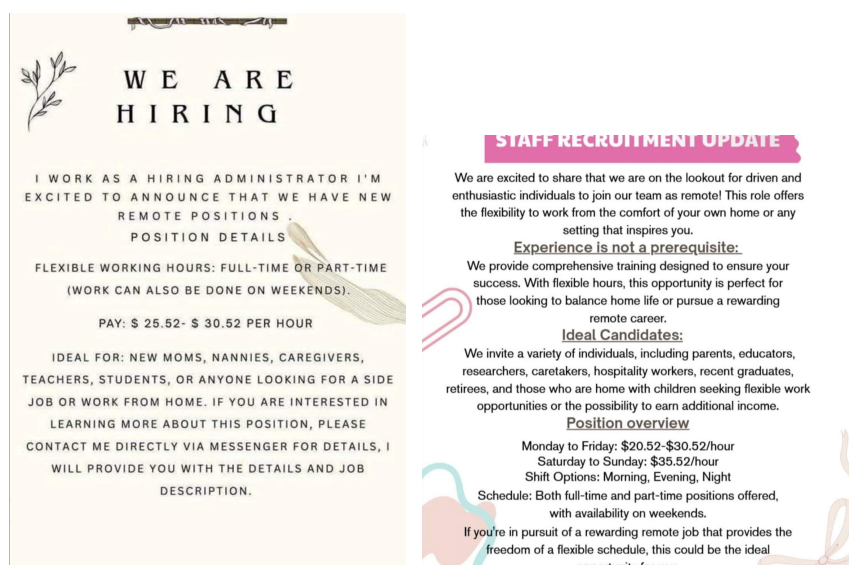 WE ARE
HIRING
I WORK AS A HIRING ADMINISTRATOR I'M
EXCITED TO ANNOUNCE THAT WE HAVE NEW
REMOTE POSITIONS .
POSITION DETAILS
FLEXIBLE WORKING HOURS: FULL-TIME OR PART-TIME
(WORK CAN ALSO BE DONE ON WEEKENDS).
PAY: $ 25.52- $ 30.52 PER HOUR
IDEAL FOR: NEW MOMS, NANNIES, CAREGIVERS,
TEACHERS, STUDENTS, OR ANYONE LOOKING FOR A SIDE
JOB OR WORK FROM HOME. IF YOU ARE INTERESTED IN
LEARNING MORE ABOUT THIS POSITION, PLEASE
CONTACT ME DIRECTLY VIA MESSENGER FOR DETAILS, I
WILL PROVIDE YOU WITH THE DETAILS AND JOB
DESCRIPTION.
STAFF RECRUITMENT UPDATE
We are excited to share that we are on the lookout for driven and
enthusiastic individuals to join our team as remote! This role offers
the flexibility to work from the comfort of your own home or any
setting that inspires you.
Experience is not a prerequisite:
We provide comprehensive training designed to ensure your
success. With flexible hours, this opportunity is perfect for
those looking to balance home life or pursue a rewarding
remote career.
Ideal Candidates:
We invite a variety of individuals, including parents, educators,
researchers, caretakers, hospitality workers, recent graduates,
retirees, and those who are home with children seeking flexible work
opportunities or the possibility to earn additional income.
Position overview
Monday to Friday: $20.52-$30.52/hour
Saturday to Sunday: $35.52/hour
Shift Options: Morning, Evening, Night
Schedule: Both full-time and part-time positions offered,
with availability on weekends.
If you're in pursuit of a rewarding remote job that provides the
freedom of a flexible schedule, this could be the ideal